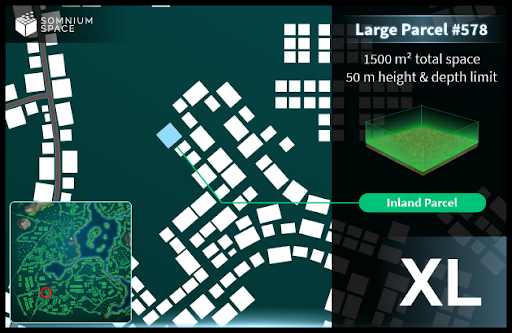 SOMNIUM
SPACE
Large Parcel #578
1500 m² total space
50 m height & depth limit
Inland Parcel
XL